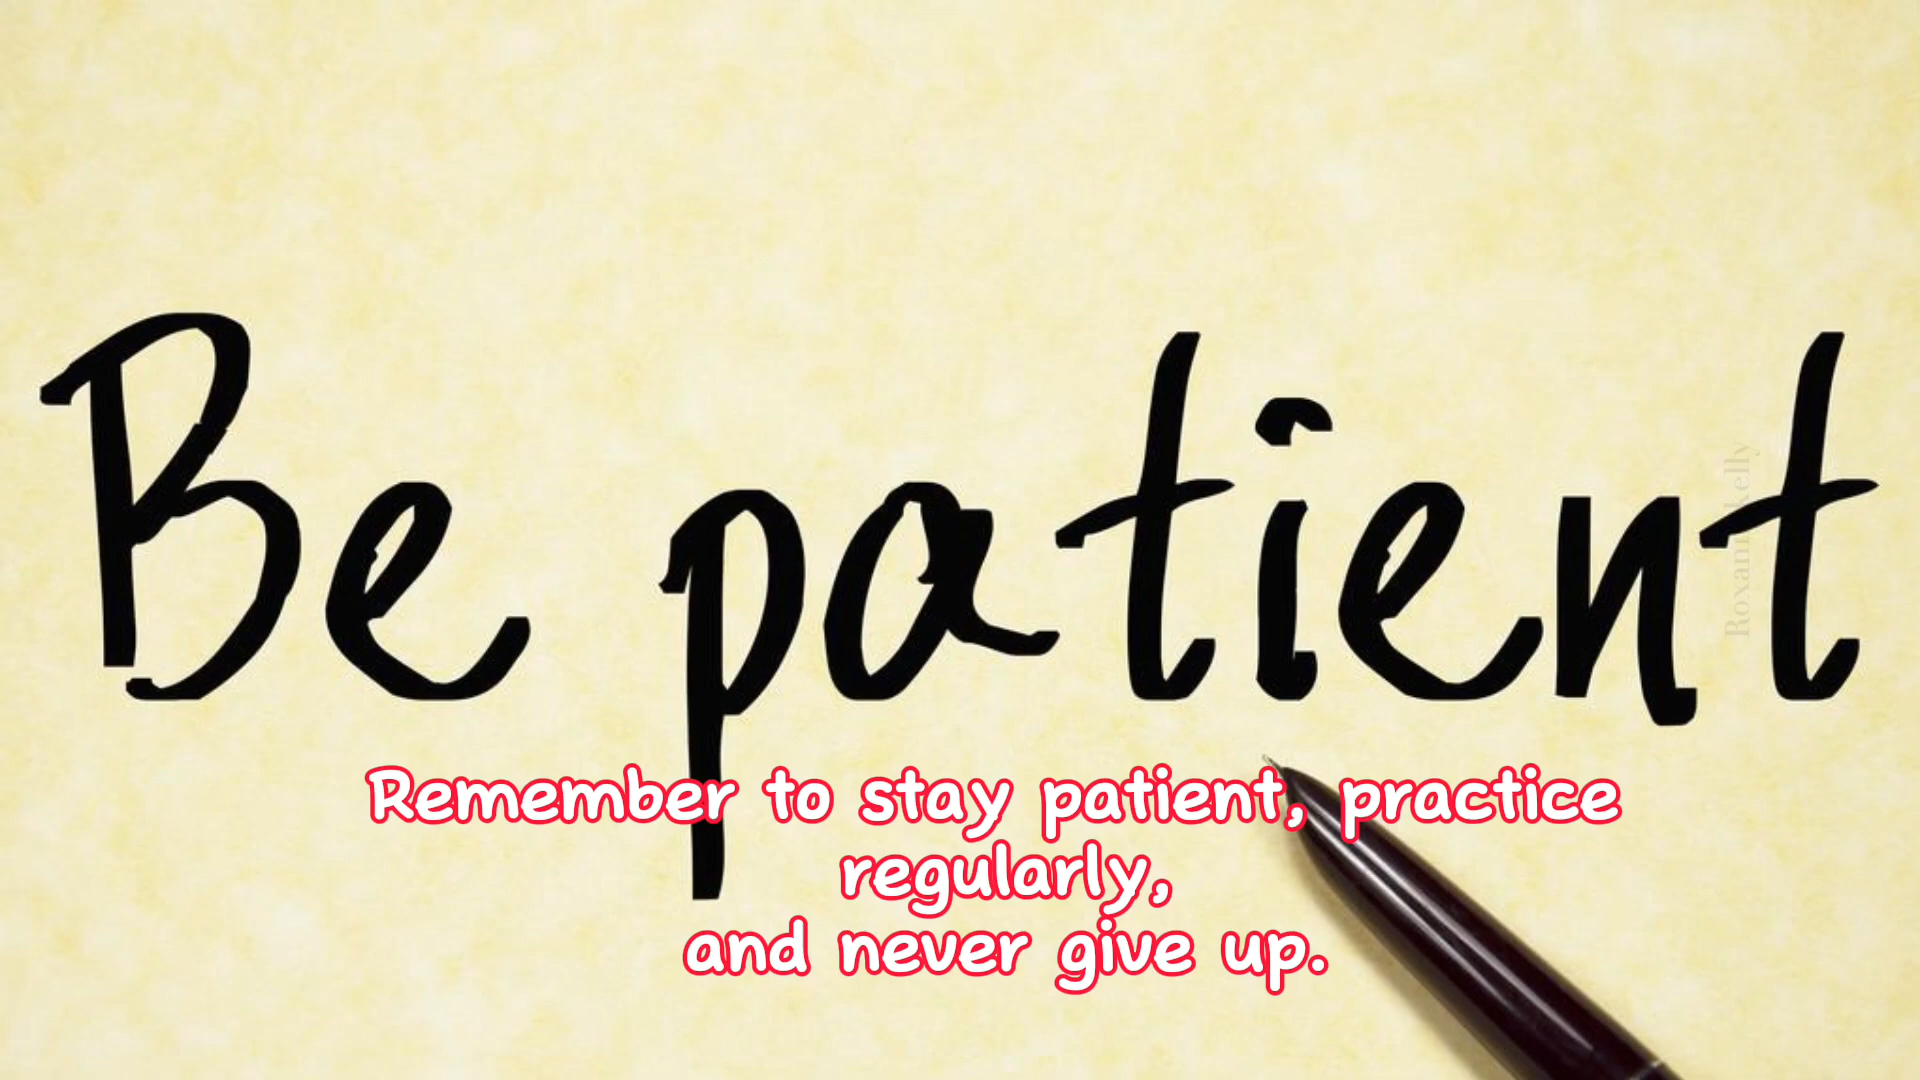 Be patient
Remember to stay patient, practice
regularly,
and never give up.